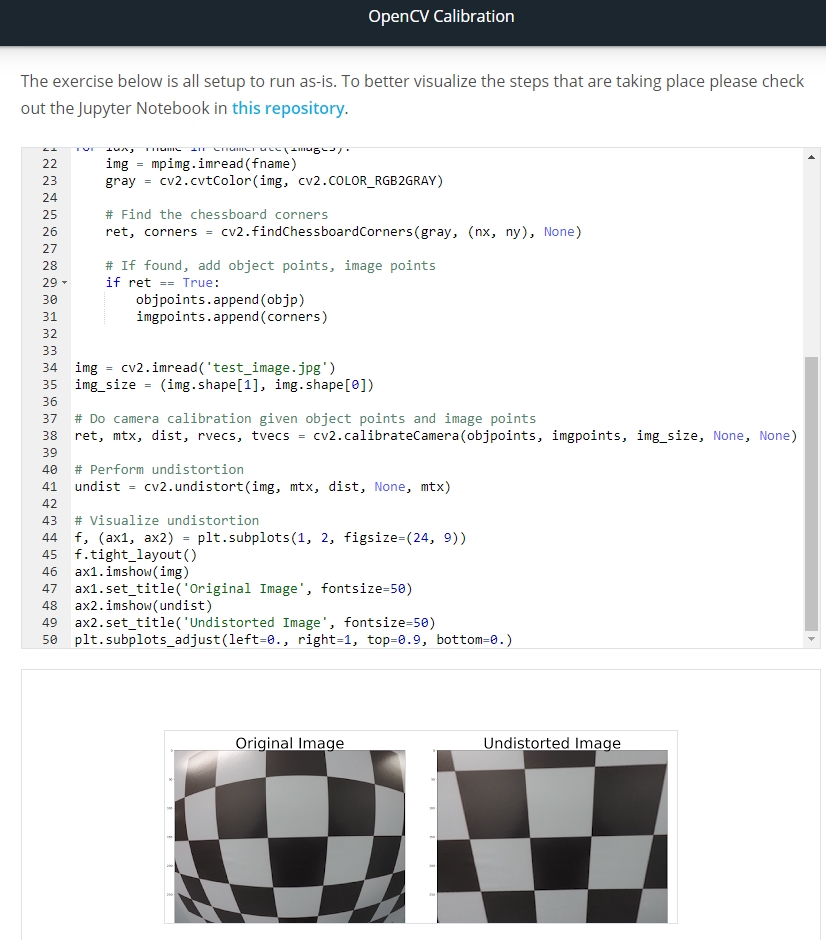 OpenCV Calibration
The exercise below is all setup to run as-is. To better visualize the steps that are taking place please check
out the Jupyter Notebook in this repository.
21 for idx, fname in enumerate(images):
22 img = mpimg.imread(fname)
23 gray = cv2.cvtColor(img, cv2.COLOR_RGB2GRAY)
24
25 # Find the chessboard corners
26 ret, corners = cv2.findChessboardCorners(gray, (nx, ny), None)
27
28 # If found, add object points, image points
29 if ret == True:
30 objpoints.append(objp)
31 imgpoints.append(corners)
32
33
34 img = cv2.imread('test_image.jpg')
35 img_size = (img.shape[1], img.shape[0])
36
37 # Do camera calibration given object points and image points
38 ret, mtx, dist, rvecs, tvecs = cv2.calibrateCamera(objpoints, imgpoints, img_size, None, None)
39
40 # Perform undistortion
41 undist = cv2.undistort(img, mtx, dist, None, mtx)
42
43 # Visualize undistortion
44 f, (ax1, ax2) = plt.subplots(1, 2, figsize=(24, 9))
45 f.tight_layout()
46 ax1.imshow(img)
47 ax1.set_title('Original Image', fontsize=50)
48 ax2.imshow(undist)
49 ax2.set_title('Undistorted Image', fontsize=50)
50 plt.subplots_adjust(left=0., right=1, top=0.9, bottom=0.)
Original Image
Undistorted Image